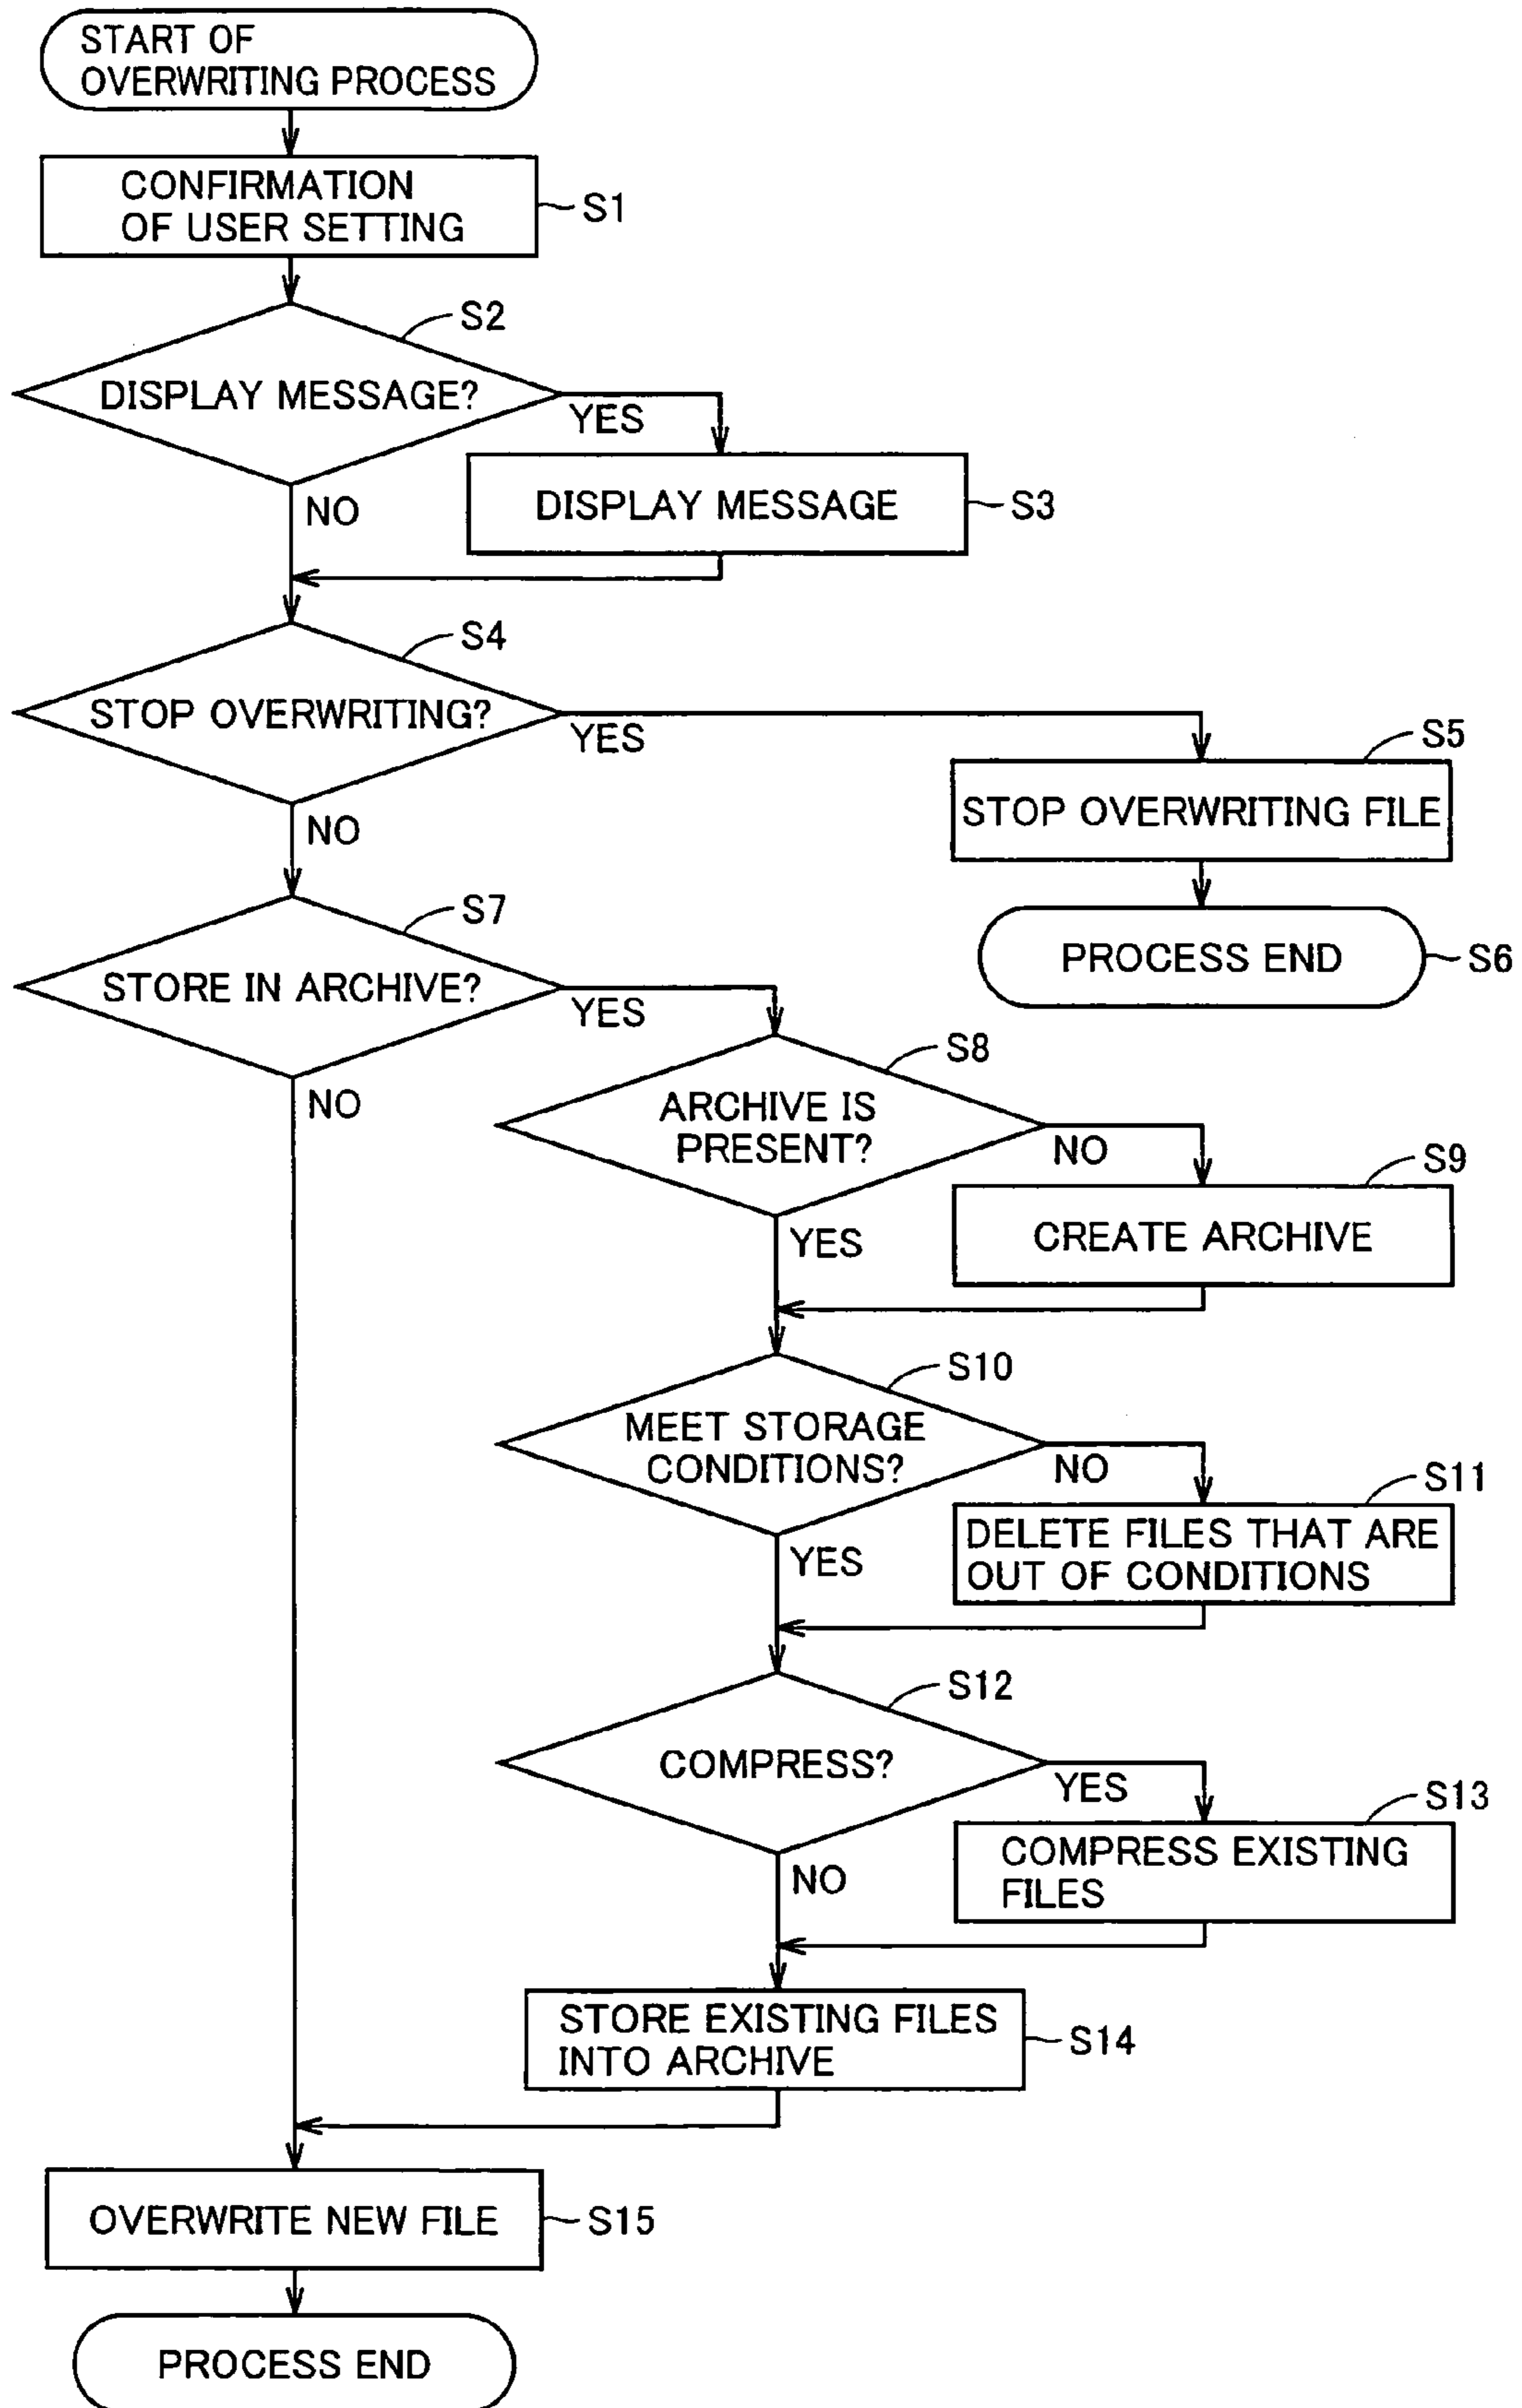 START OF
OVERWRITING PROCESS
CONFIRMATION
OF USER SETTING
S1
S2
DISPLAY MESSAGE?
YES
NO
DISPLAY MESSAGE
S3
S4
STOP OVERWRITING?
YES
NO
S5
STOP OVERWRITING FILE
PROCESS END
S6
S7
STORE IN ARCHIVE?
YES
NO
S8
ARCHIVE IS
PRESENT?
NO
YES
S9
CREATE ARCHIVE
S10
MEET STORAGE
CONDITIONS?
NO
YES
S11
DELETE FILES THAT ARE
OUT OF CONDITIONS
S12
COMPRESS?
YES
NO
S13
COMPRESS EXISTING
FILES
STORE EXISTING FILES
INTO ARCHIVE
S14
OVERWRITE NEW FILE
S15
PROCESS END